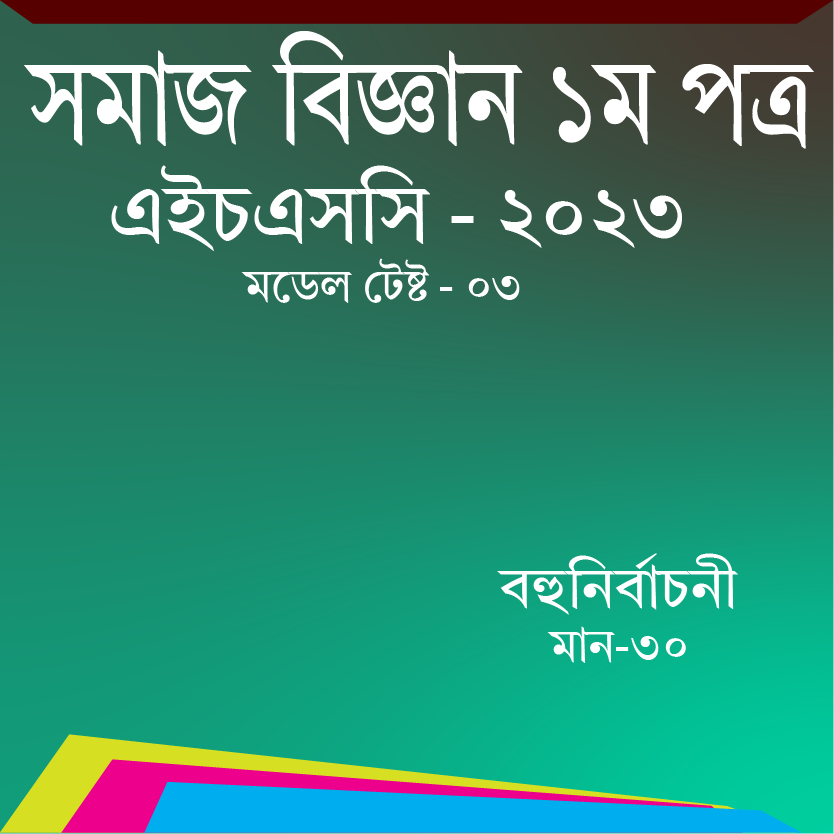 সমাজ বিজ্ঞান ১ম পত্র
এইচএসসি - ২০২৩
মডেল টেষ্ট - ০৩
বহুনির্বাচনী
মান-৩০